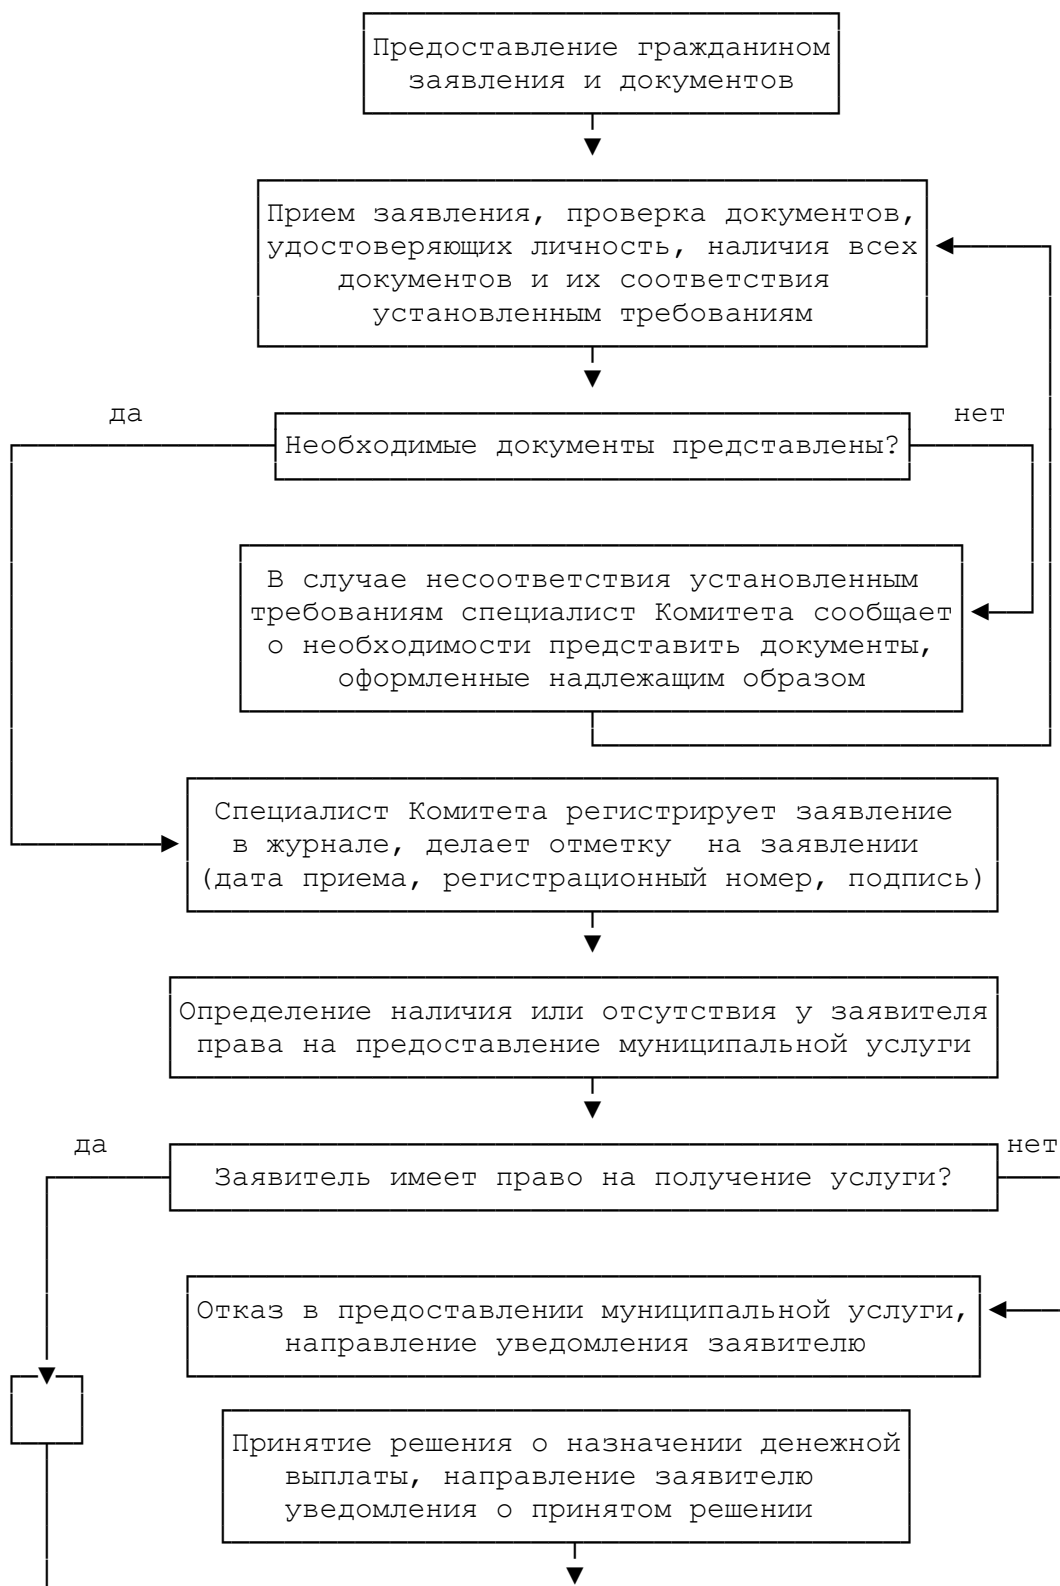 Предоставление гражданином
заявления и документов
Прием заявления, проверка документов,
удостоверяющих личность, наличия всех
документов и их соответствия
установленным требованиям
да
нет
Необходимые документы представлены?
В случае несоответствия установленным
требованиям специалист Комитета сообщает
о необходимости представить документы,
оформленные надлежащим образом
Специалист Комитета регистрирует заявление
в журнале, делает отметку на заявлении
(дата приема, регистрационный номер, подпись)
Определение наличия или отсутствия у заявителя
права на предоставление муниципальной услуги
да
нет
Заявитель имеет право на получение услуги?
Отказ в предоставлении муниципальной услуги,
направление уведомления заявителю
Принятие решения о назначении денежной
выплаты, направление заявителю
уведомления о принятом решении